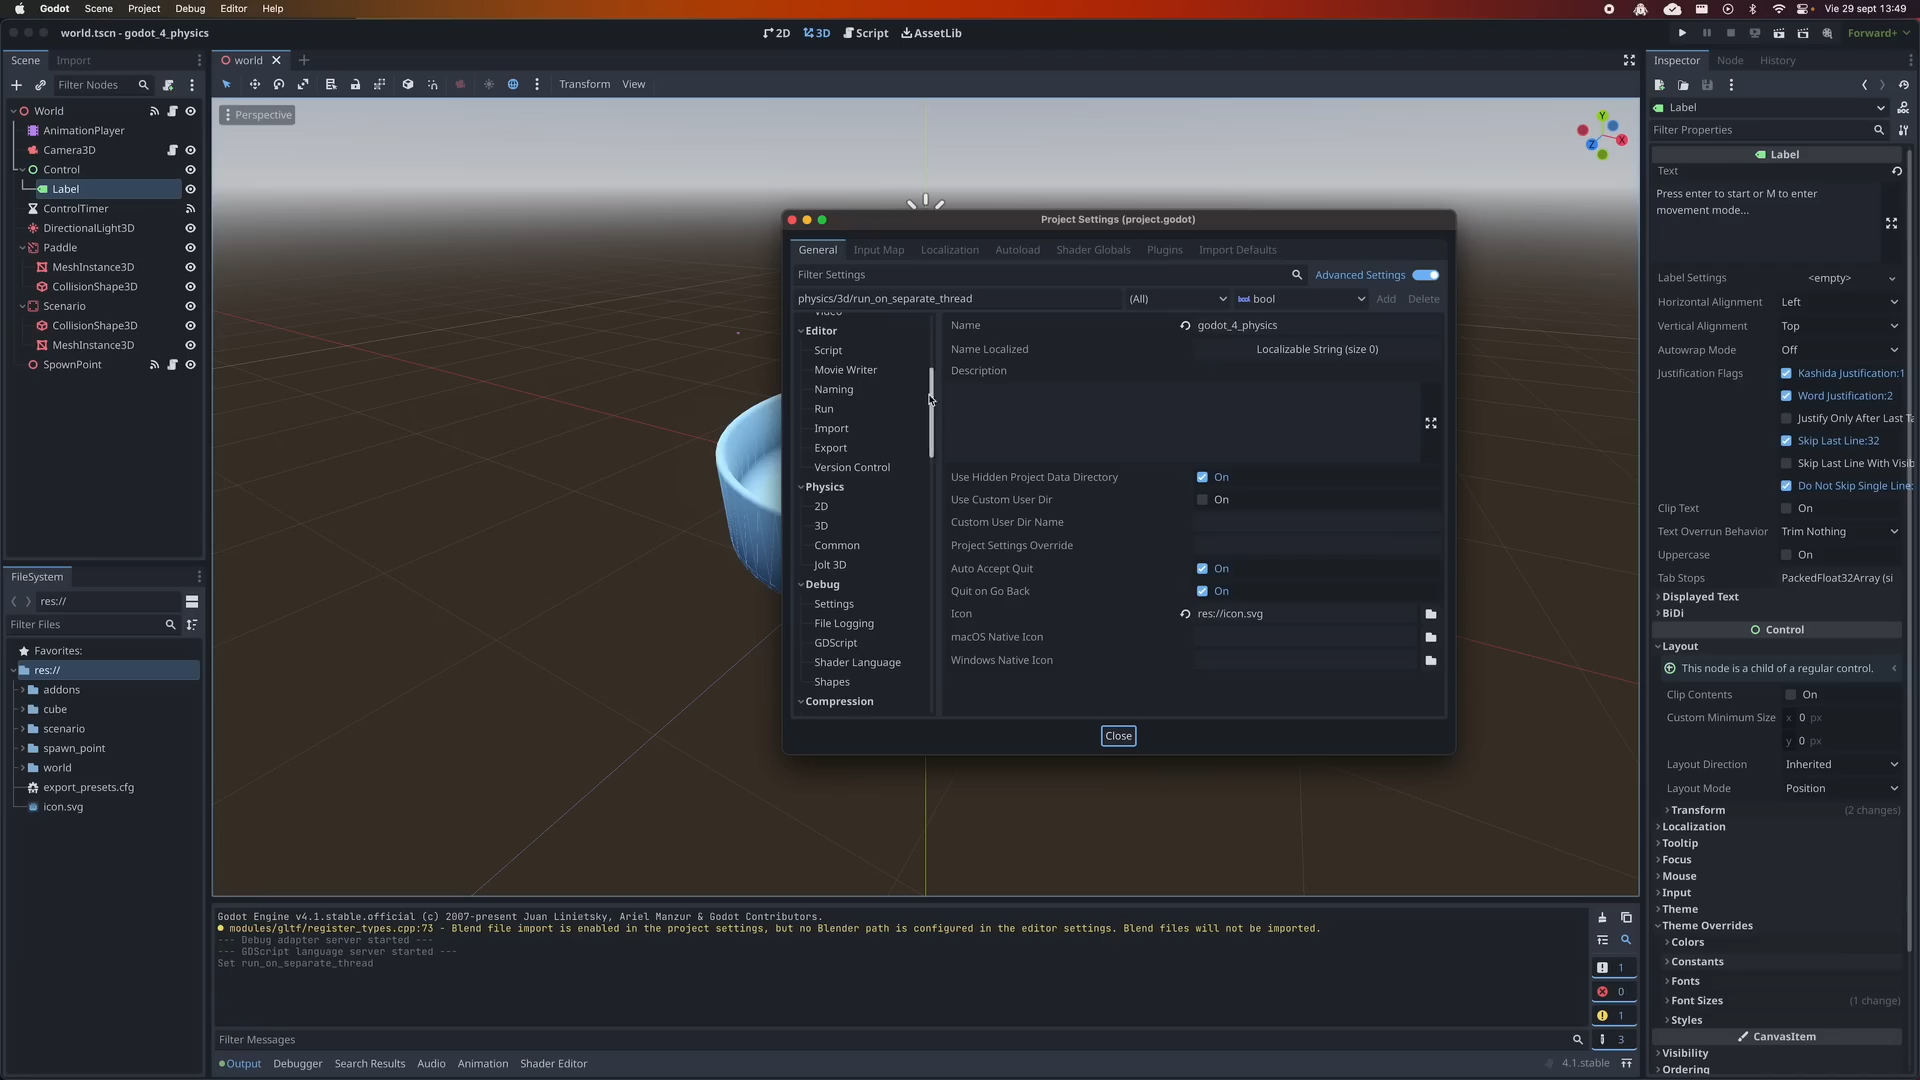 Godot Scene Project Debug Editor Help Vie 29 sept 13:49
world.tscn - godot_4_physics 2D 3D Script AssetLib Forward+
Scene Import
Filter Nodes
World
AnimationPlayer
Camera3D
Control
Label
ControlTimer
DirectionalLight3D
Paddle
MeshInstance3D
CollisionShape3D
Scenario
CollisionShape3D
MeshInstance3D
SpawnPoint
FileSystem
res://
Filter Files
Favorites:
res://
addons
cube
scenario
spawn_point
world
export_presets.cfg
icon.svg
world
Transform View
Perspective
Y
X
Z
Project Settings (project.godot)
General Input Map Localization Autoload Shader Globals Plugins Import Defaults
Filter Settings Advanced Settings
physics/3d/run_on_separate_thread (All) bool Add Delete
Video
Editor
Script
Movie Writer
Naming
Run
Import
Export
Version Control
Physics
2D
3D
Common
Jolt 3D
Debug
Settings
File Logging
GDScript
Shader Language
Shapes
Compression
Name godot_4_physics
Name Localized Localizable String (size 0)
Description
Use Hidden Project Data Directory On
Use Custom User Dir On
Custom User Dir Name
Project Settings Override
Auto Accept Quit On
Quit on Go Back On
Icon res://icon.svg
macOS Native Icon
Windows Native Icon
Close
Godot Engine v4.1.stable.official (c) 2007-present Juan Linietsky, Ariel Manzur & Godot Contributors.
modules/gltf/register_types.cpp:73 - Blend file import is enabled in the project settings, but no Blender path is configured in the editor settings. Blend files will not be imported.
--- Debug adapter server started ---
--- GDScript language server started ---
Set run_on_separate_thread
1
0
1
3
Filter Messages
Output Debugger Search Results Audio Animation Shader Editor 4.1.stable
Inspector Node History
Label
Filter Properties
Label
Text
Press enter to start or M to enter
movement mode...
Label Settings <empty>
Horizontal Alignment Left
Vertical Alignment Top
Autowrap Mode Off
Justification Flags Kashida Justification:1
Word Justification:2
Justify Only After Last Ta
Skip Last Line:32
Skip Last Line With Visib
Do Not Skip Single Line:
Clip Text On
Text Overrun Behavior Trim Nothing
Uppercase On
Tab Stops PackedFloat32Array (si
Displayed Text
BiDi
Control
Layout
This node is a child of a regular control.
Clip Contents On
Custom Minimum Size x 0 px
y 0 px
Layout Direction Inherited
Layout Mode Position
Transform (2 changes)
Localization
Tooltip
Focus
Mouse
Input
Theme
Theme Overrides
Colors
Constants
Fonts
Font Sizes (1 change)
Styles
CanvasItem
Visibility
Ordering